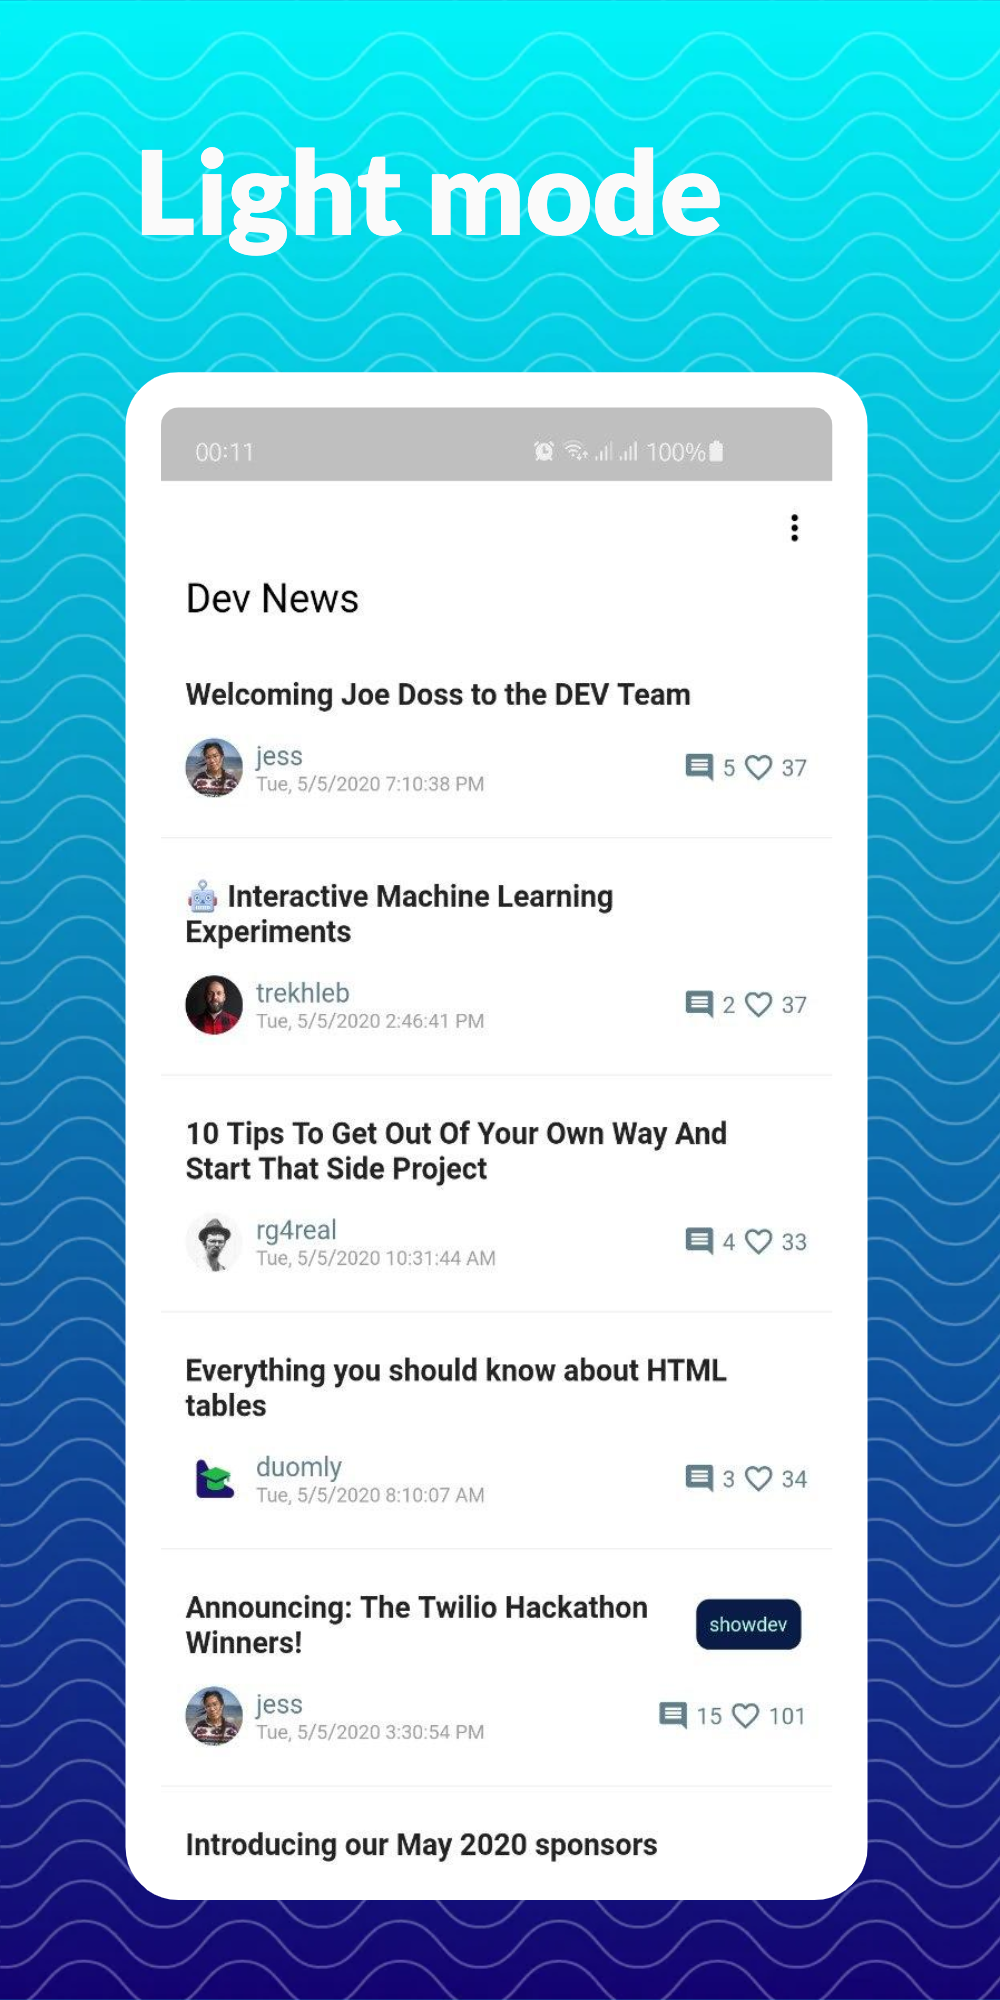 Light mode
00:11 100%
Dev News
Welcoming Joe Doss to the DEV Team
jess
Tue, 5/5/2020 7:10:38 PM
5 37
🤖 Interactive Machine Learning
Experiments
trekhleb
Tue, 5/5/2020 2:46:41 PM
2 37
10 Tips To Get Out Of Your Own Way And
Start That Side Project
rg4real
Tue, 5/5/2020 10:31:44 AM
4 33
Everything you should know about HTML
tables
duomly
Tue, 5/5/2020 8:10:07 AM
3 34
Announcing: The Twilio Hackathon
Winners!
showdev
jess
Tue, 5/5/2020 3:30:54 PM
15 101
Introducing our May 2020 sponsors